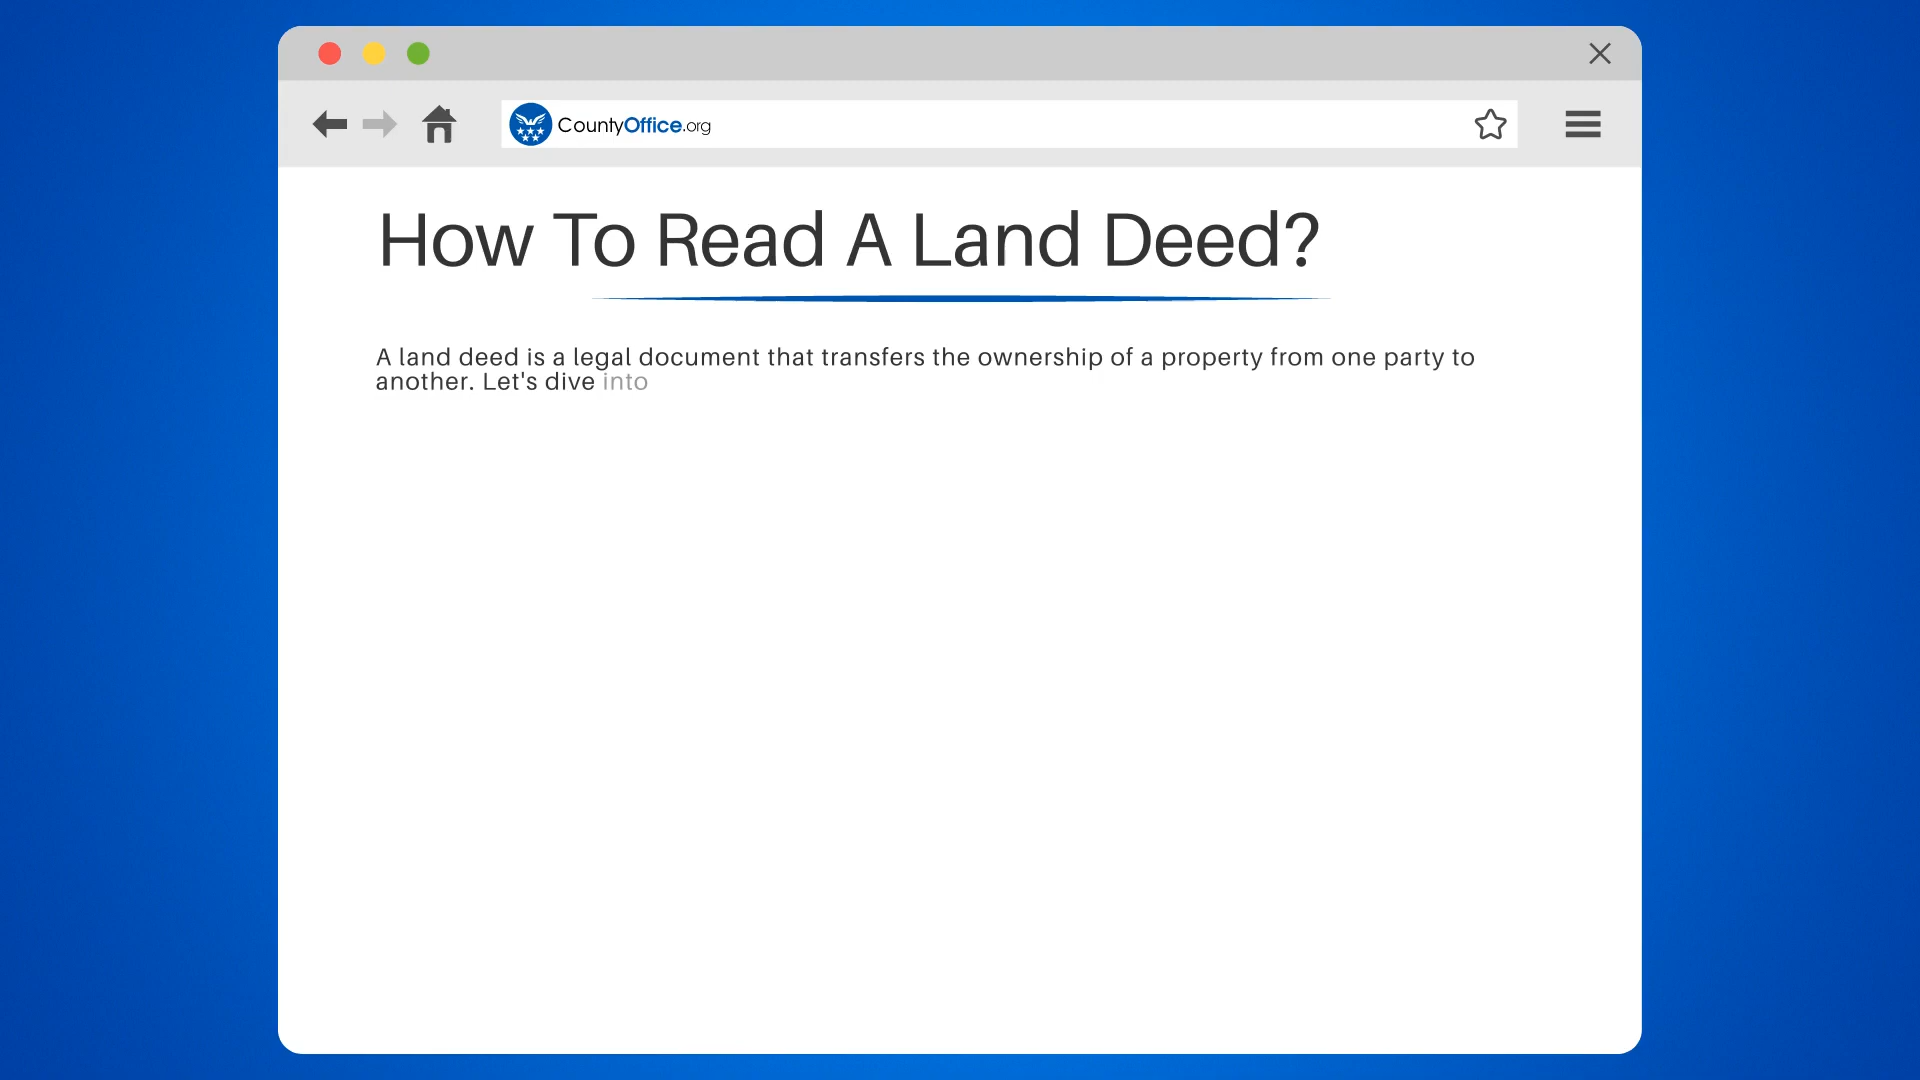 CountyOffice.org
How To Read A Land Deed?
A land deed is a legal document that transfers the ownership of a property from one party to
another. Let's dive into